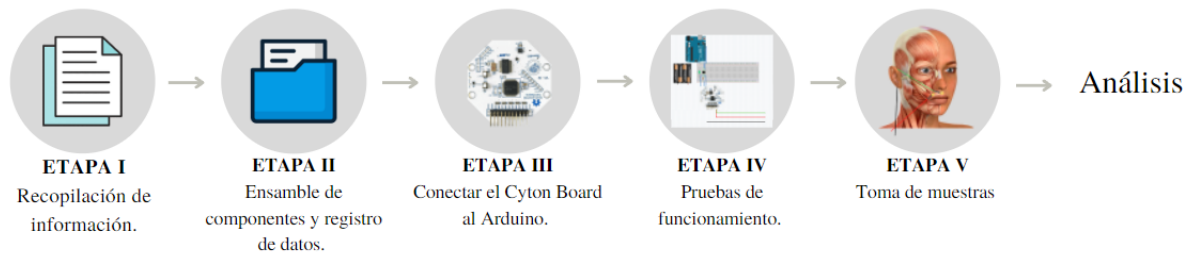 ETAPA I
Recopilación de
información.
ETAPA II
Ensamble de
componentes y registro
de datos.
ETAPA III
Conectar el Cyton Board
al Arduino.
ETAPA IV
Pruebas de
funcionamiento.
ETAPA V
Toma de muestras
Análisis